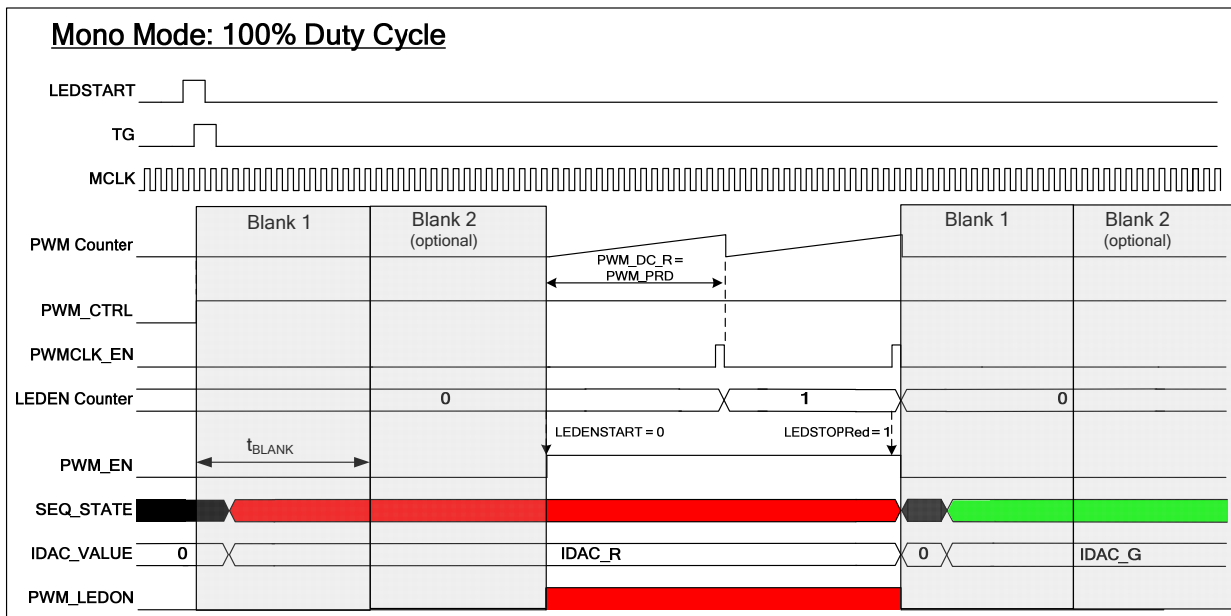 Mono Mode: 100% Duty Cycle
LEDSTART
TG
MCLK
Blank 1
Blank 2
(optional)
Blank 1
Blank 2
(optional)
PWM Counter
PWM_DC_R =
PWM_PRD
PWM_CTRL
PWMCLK_EN
LEDEN Counter
0
1
0
LEDENSTART = 0
LEDSTOPRed = 1
tBLANK
PWM_EN
SEQ_STATE
IDAC_VALUE
0
IDAC_R
0
IDAC_G
PWM_LEDON